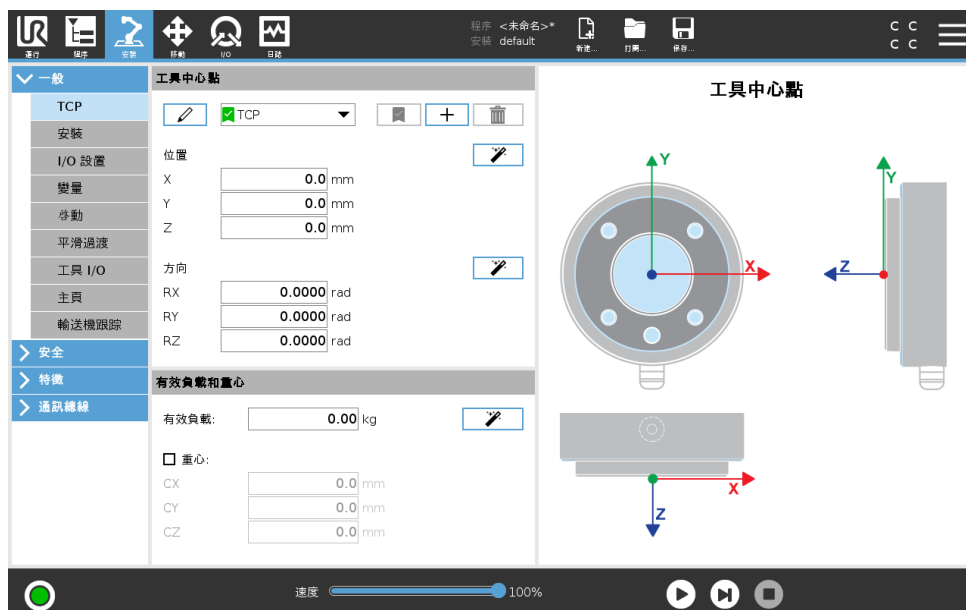 UR
運行
程序
安裝
移動
I/O
日誌
程序 <未命名>*
安裝 default
新建...
打開...
保存...
C C
C C
一般
TCP
安裝
I/O 設置
變量
啓動
平滑過渡
工具 I/O
主頁
輸送機跟踪
安全
特徵
通訊總線
工具中心點
TCP
位置
X 0.0 mm
Y 0.0 mm
Z 0.0 mm
方向
RX 0.0000 rad
RY 0.0000 rad
RZ 0.0000 rad
有效負載和重心
有效負載: 0.00 kg
重心:
CX 0.0 mm
CY 0.0 mm
CZ 0.0 mm
工具中心點
Y
X
Y
Z
X
Z
速度 100%